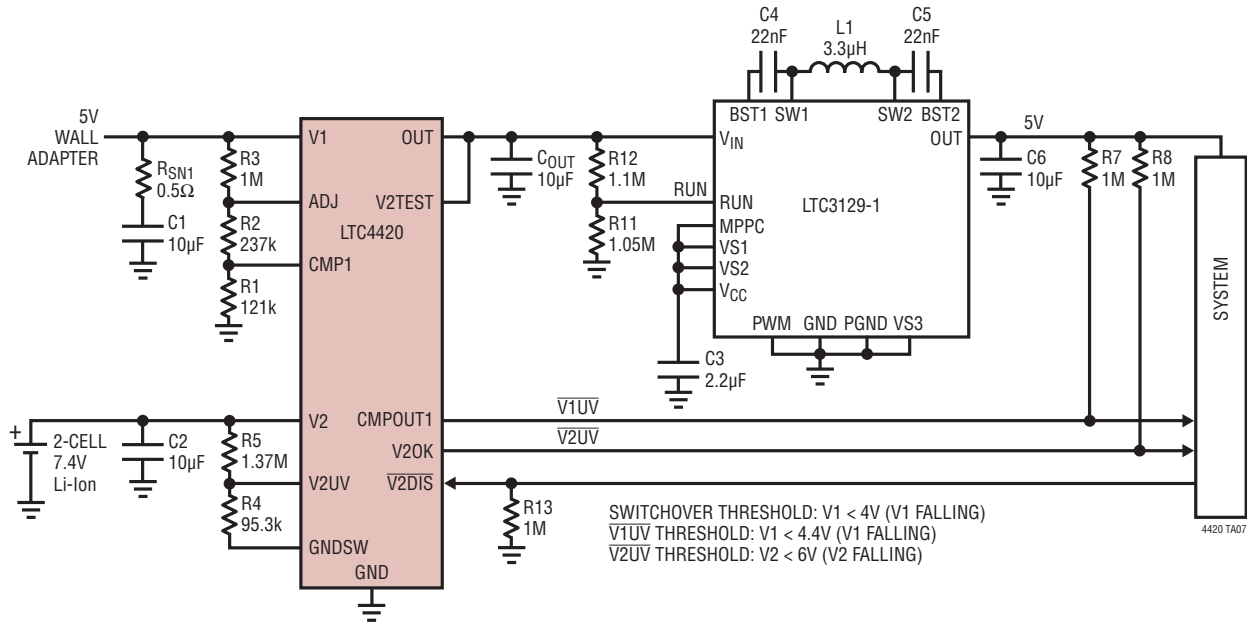 C4
22nF
L1
3.3µH
C5
22nF
BST1 SW1
SW2 BST2
5V
WALL
ADAPTER
RSN1
0.5Ω
C1
10µF
R3
1M
R2
237k
R1
121k
V1
ADJ
CMP1
OUT
V2TEST
LTC4420
COUT
10µF
R12
1.1M
RUN
R11
1.05M
VIN
RUN
MPPC
VS1
VS2
VCC
LTC3129-1
OUT
PWM GND PGND VS3
C3
2.2µF
5V
C6
10µF
R7
1M
R8
1M
SYSTEM
+
2-CELL
7.4V
Li-Ion
C2
10µF
R5
1.37M
R4
95.3k
V2
V2UV
GNDSW
GND
CMPOUT1
V2OK
V2DIS
V1UV
V2UV
R13
1M
SWITCHOVER THRESHOLD: V1 < 4V (V1 FALLING)
V1UV THRESHOLD: V1 < 4.4V (V1 FALLING)
V2UV THRESHOLD: V2 < 6V (V2 FALLING)
4420 TA07